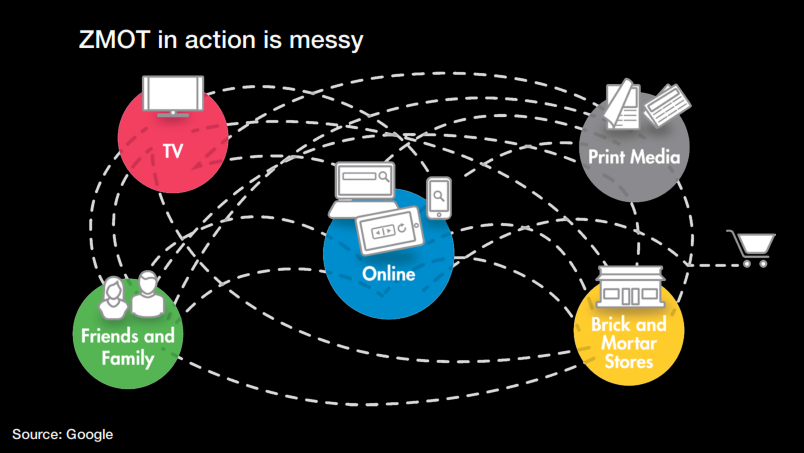 ZMOT in action is messy
TV
Print Media
Online
Friends and
Family
Brick and
Mortar
Stores
Source: Google